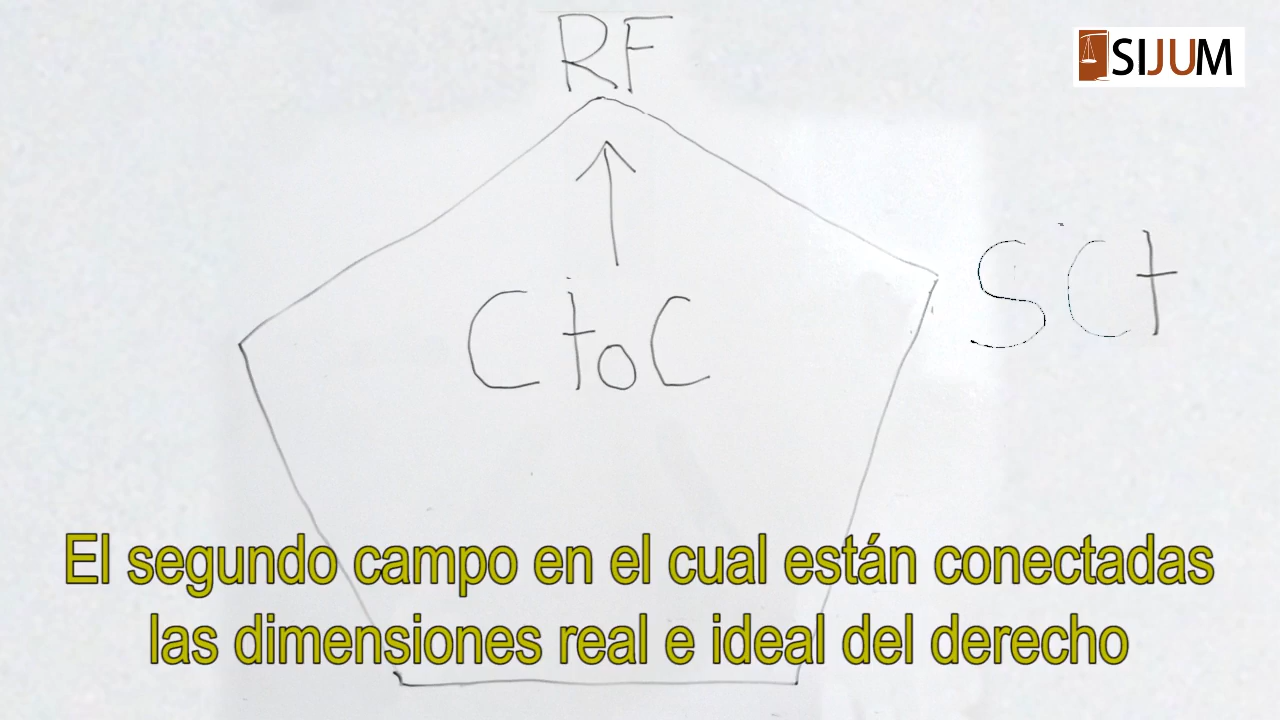 RF
SIJUM
SCt
CtoC
El segundo campo en el cual están conectadas
las dimensiones real e ideal del derecho